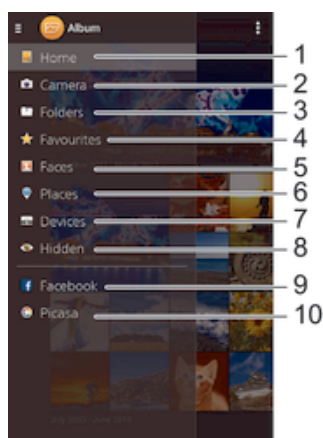 Album
Home 1
Camera 2
Folders 3
Favourites 4
Faces 5
Places 6
Devices 7
Hidden 8
Facebook 9
Picasa 10